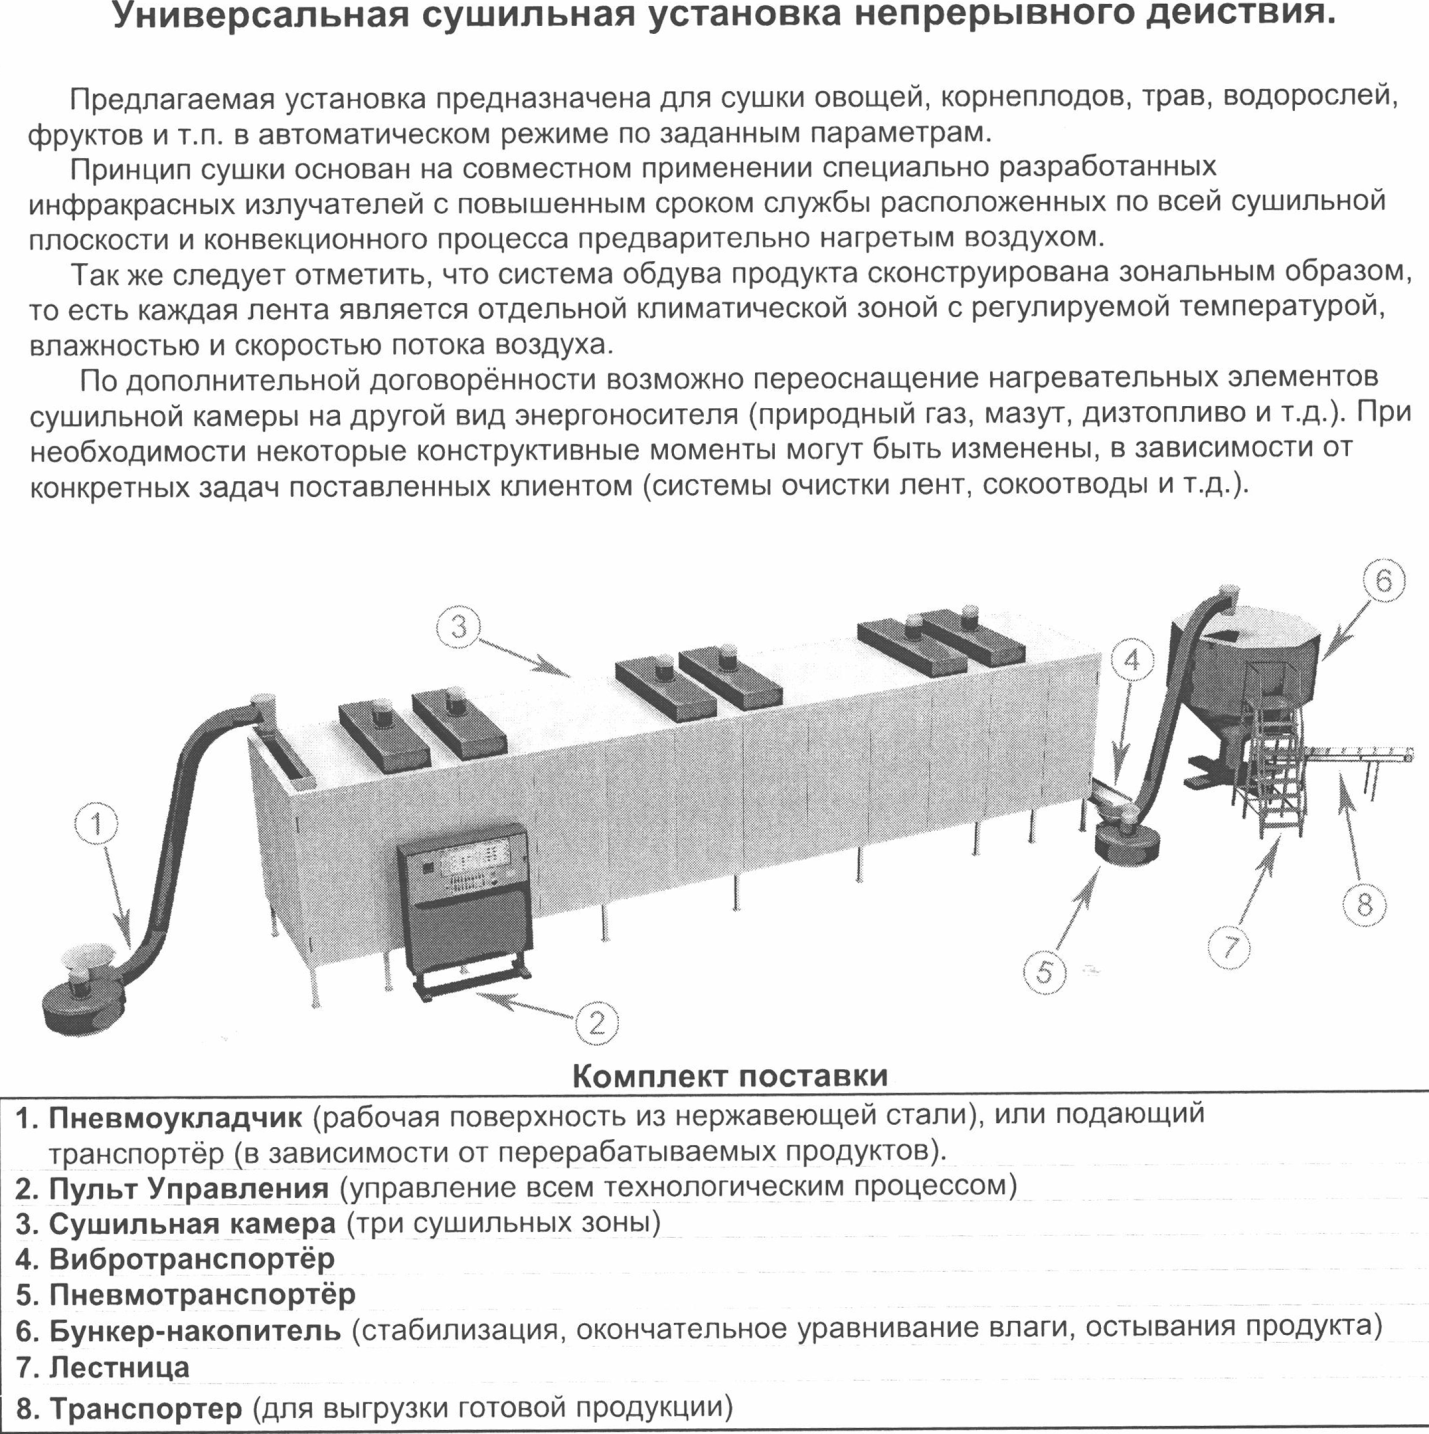 Универсальная сушильная установка непрерывного действия.
Предлагаемая установка предназначена для сушки овощей, корнеплодов, трав, водорослей,
фруктов и т.п. в автоматическом режиме по заданным параметрам.
Принцип сушки основан на совместном применении специально разработанных
инфракрасных излучателей с повышенным сроком службы расположенных по всей сушильной
плоскости и конвекционного процесса предварительно нагретым воздухом.
Так же следует отметить, что система обдува продукта сконструирована зональным образом,
то есть каждая лента является отдельной климатической зоной с регулируемой температурой,
влажностью и скоростью потока воздуха.
По дополнительной договорённости возможно переоснащение нагревательных элементов
сушильной камеры на другой вид энергоносителя (природный газ, мазут, дизтопливо и т.д.). При
необходимости некоторые конструктивные моменты могут быть изменены, в зависимости от
конкретных задач поставленных клиентом (системы очистки лент, сокоотводы и т.д.).
6
3
4
1
8
7
5
2
Комплект поставки
1. Пневмоукладчик (рабочая поверхность из нержавеющей стали), или подающий
транспортёр (в зависимости от перерабатываемых продуктов).
2. Пульт Управления (управление всем технологическим процессом)
3. Сушильная камера (три сушильных зоны)
4. Вибротранспортёр
5. Пневмотранспортёр
6. Бункер-накопитель (стабилизация, окончательное уравнивание влаги, остывания продукта)
7. Лестница
8. Транспортер (для выгрузки готовой продукции)